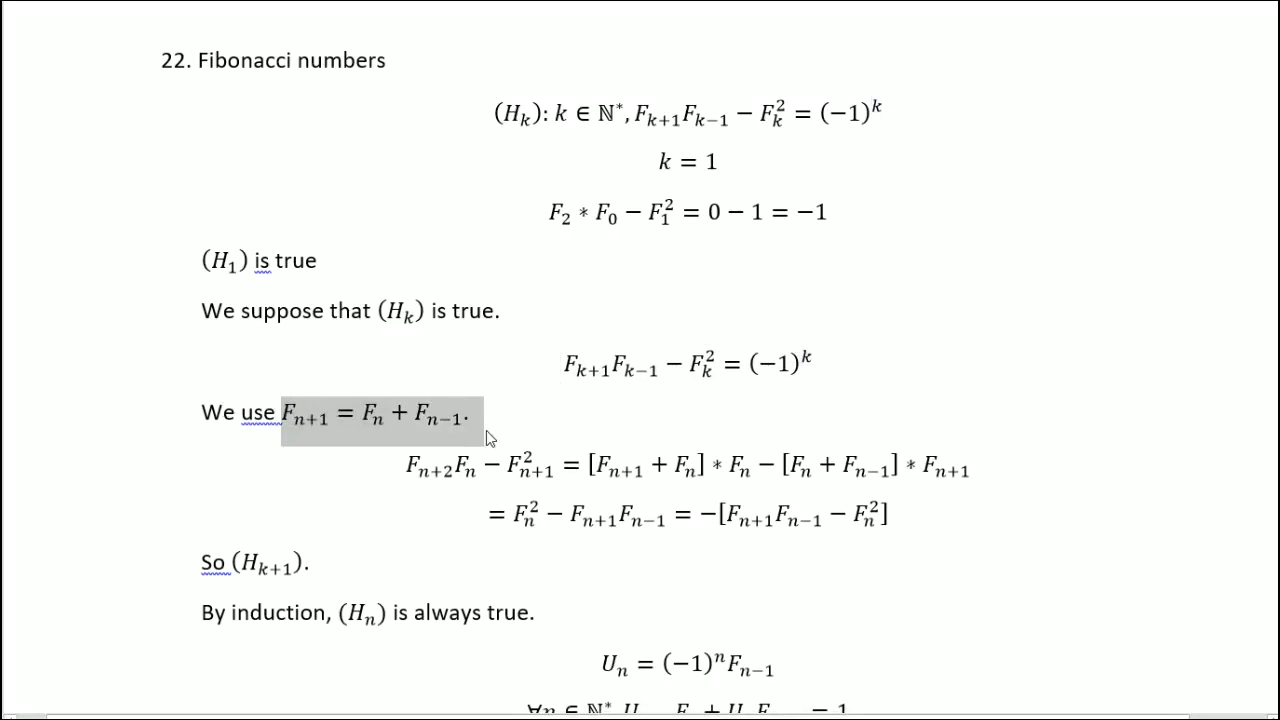 22. Fibonacci numbers
(H_k): k ∈ ℕ*, F_{k+1}F_{k−1} − F_k^2 = (−1)^k
k = 1
F_2 ∗ F_0 − F_1^2 = 0 − 1 = −1
(H_1) is true
We suppose that (H_k) is true.
F_{k+1}F_{k−1} − F_k^2 = (−1)^k
We use F_{n+1} = F_n + F_{n−1}.
F_{n+2}F_n − F_{n+1}^2 = [F_{n+1} + F_n] ∗ F_n − [F_n + F_{n−1}] ∗ F_{n+1}
= F_n^2 − F_{n+1}F_{n−1} = −[F_{n+1}F_{n−1} − F_n^2]
So (H_{k+1}).
By induction, (H_n) is always true.
U_n = (−1)^n F_{n−1}
∀n ∈ ℕ*, U